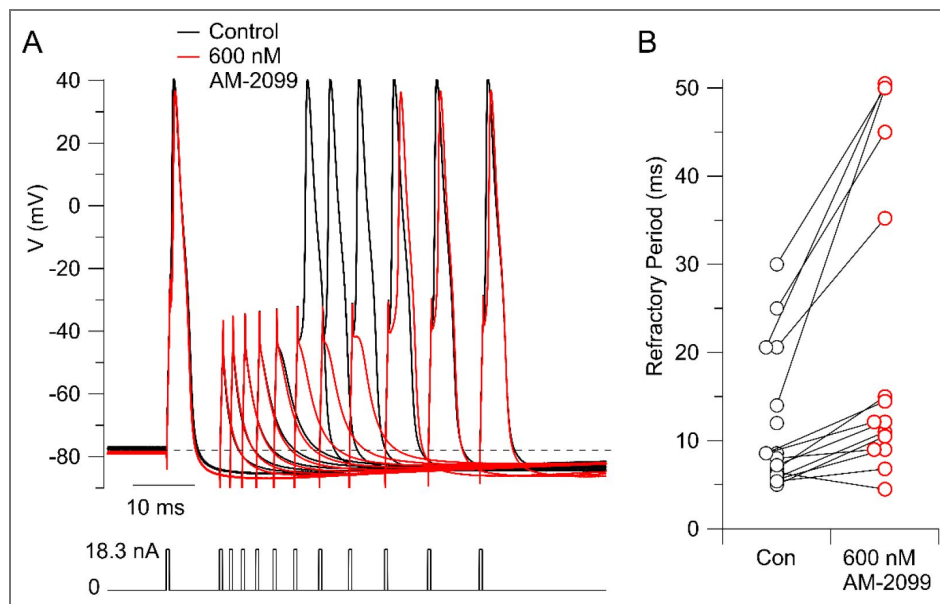 A
Control
600 nM
AM-2099
40
20
0
-20
-40
-60
-80
V (mV)
10 ms
18.3 nA
0
B
50
40
30
20
10
0
Refractory Period (ms)
Con
600 nM
AM-2099